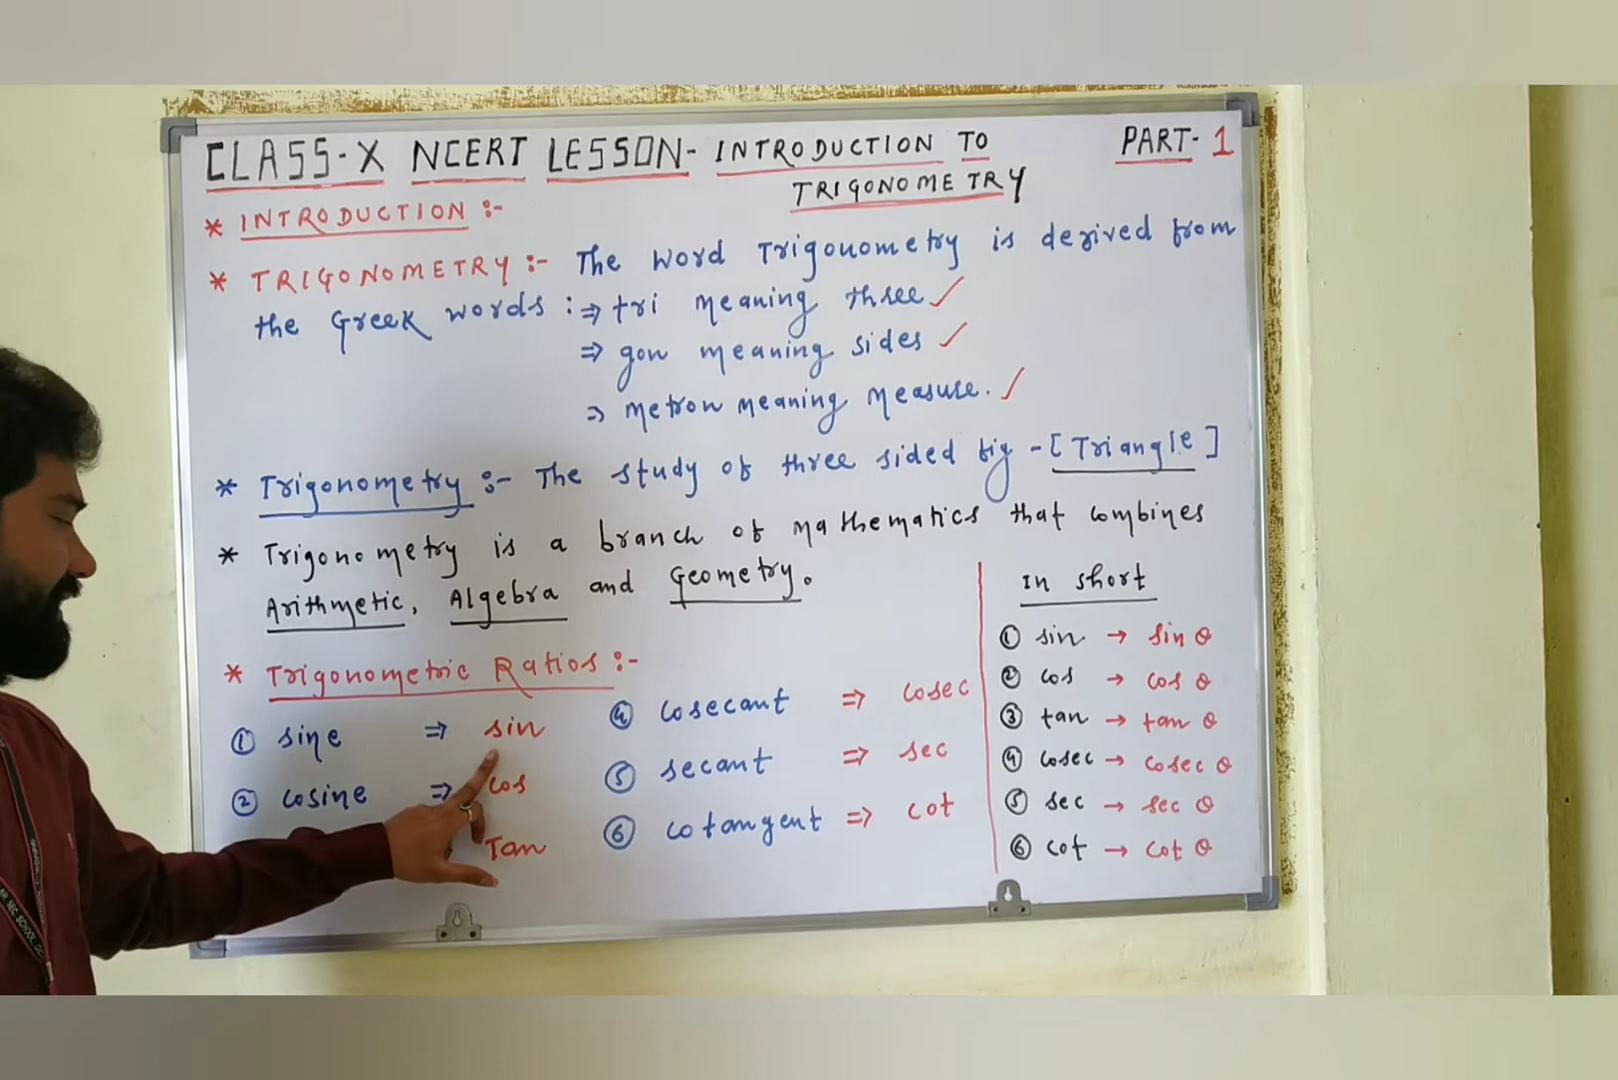 CLASS-X NCERT LESSON- INTRODUCTION TO
TRIGONOMETRY
PART-1
* INTRODUCTION :-
* TRIGONOMETRY :- The word Trigonometry is derived from
the Greek words : ⇒ tri meaning three ✓
⇒ gon meaning sides ✓
⇒ metron meaning measure. ✓
* Trigonometry :- The study of three sided fig - [Triangle]
* Trigonometry is a branch of mathematics that combines
Arithmetic, Algebra and Geometry.
* Trigonometric Ratios :-
① sine ⇒ sin
② cosine ⇒ cos
Tan
④ cosecant ⇒ cosec
⑤ secant ⇒ sec
⑥ cotangent ⇒ cot
In short
① sin → sin θ
② cos → cos θ
③ tan → tan θ
④ cosec → cosec θ
⑤ sec → sec θ
⑥ cot → cot θ